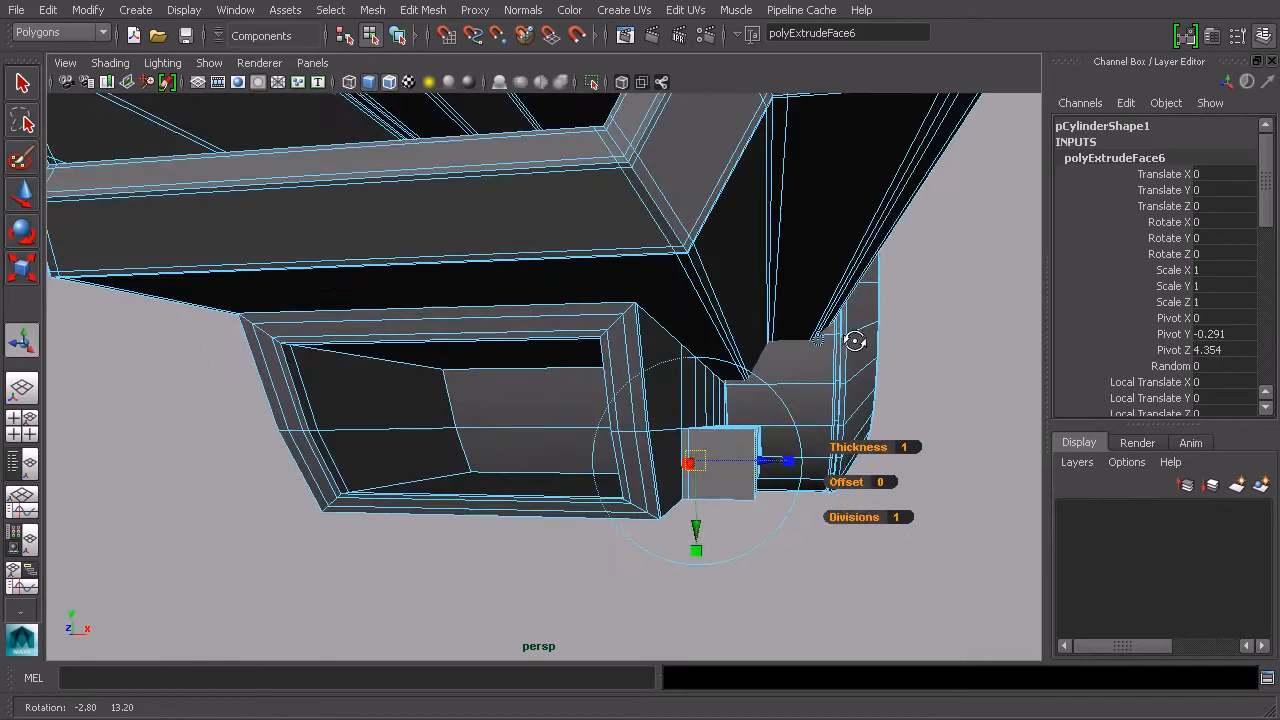 File Edit Modify Create Display Window Assets Select Mesh Edit Mesh Proxy Normals Color Create UVs Edit UVs Muscle Pipeline Cache Help
Polygons
Components
polyExtrudeFace6
View Shading Lighting Show Renderer Panels
Channel Box / Layer Editor
Channels Edit Object Show
pCylinderShape1
INPUTS
polyExtrudeFace6
Translate X 0
Translate Y 0
Translate Z 0
Rotate X 0
Rotate Y 0
Rotate Z 0
Scale X 1
Scale Y 1
Scale Z 1
Pivot X 0
Pivot Y -0.291
Pivot Z 4.354
Random 0
Local Translate X 0
Local Translate Y 0
Local Translate Z 0
Thickness 1
Offset 0
Divisions 1
Display Render Anim
Layers Options Help
y
z x
persp
MEL
Rotation: -2.80 13.20